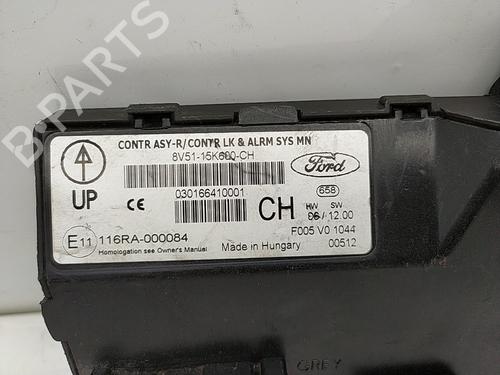 CONTR ASY-R/CONTR LK & ALRM SYS MN
8V51-15K600-CH
Ford
UP
CE
030166410001
CH
658
HW SW
06/ 12.00
E11 116RA-000084
F005 V0 1044
Homologation see Owner's Manual
Made in Hungary
00512
GREY
B